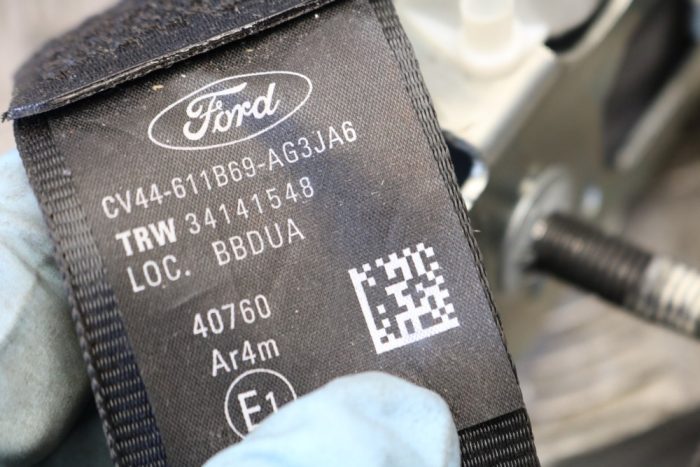 Ford
CV44-611B69-AG3JA6
TRW 34141548
LOC. BBDUA
40760
Ar4m
E1